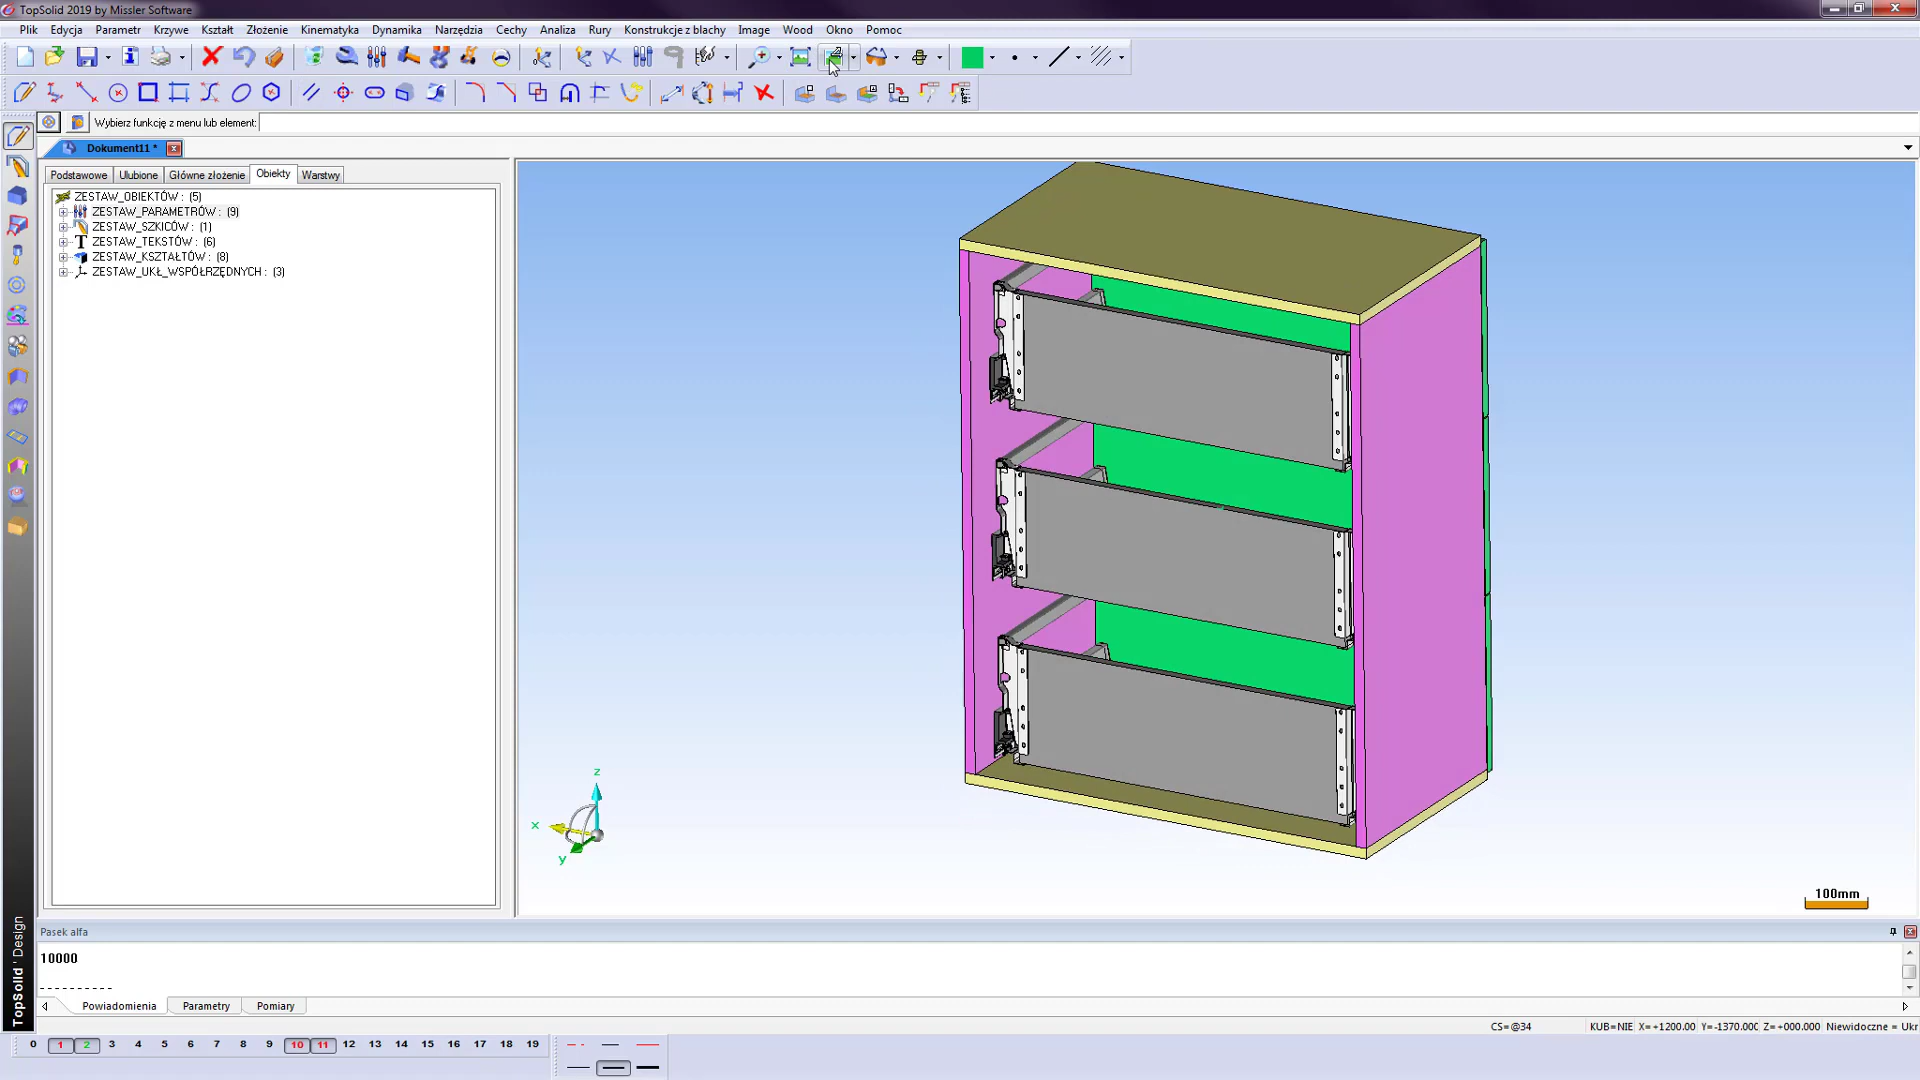 TopSolid 2019 by Missler Software
Plik Edycja Parametr Krzywe Kształt Złożenie Kinematyka Dynamika Narzędzia Cechy Analiza Rury Konstrukcje z blachy Image Wood Okno Pomoc
Wybierz funkcję z menu lub element:
Dokument11 *
Podstawowe Ulubione Główne złożenie Obiekty Warstwy
ZESTAW_OBIEKTÓW : (5)
ZESTAW_PARAMETRÓW : (9)
ZESTAW_SZKICÓW : (1)
ZESTAW_TEKSTÓW : (6)
ZESTAW_KSZTAŁTÓW : (8)
ZESTAW_UKŁ_WSPÓŁRZĘDNYCH : (3)
z
x
y
100mm
TopSolid'Design
Pasek alfa
10000
----------
Powiadomienia Parametry Pomiary
CS=@34 KUB=NIE X=+1200.00 Y=-1370.000 Z=+000.000 Niewidoczne = Ukr
0 1 2 3 4 5 6 7 8 9 10 11 12 13 14 15 16 17 18 19